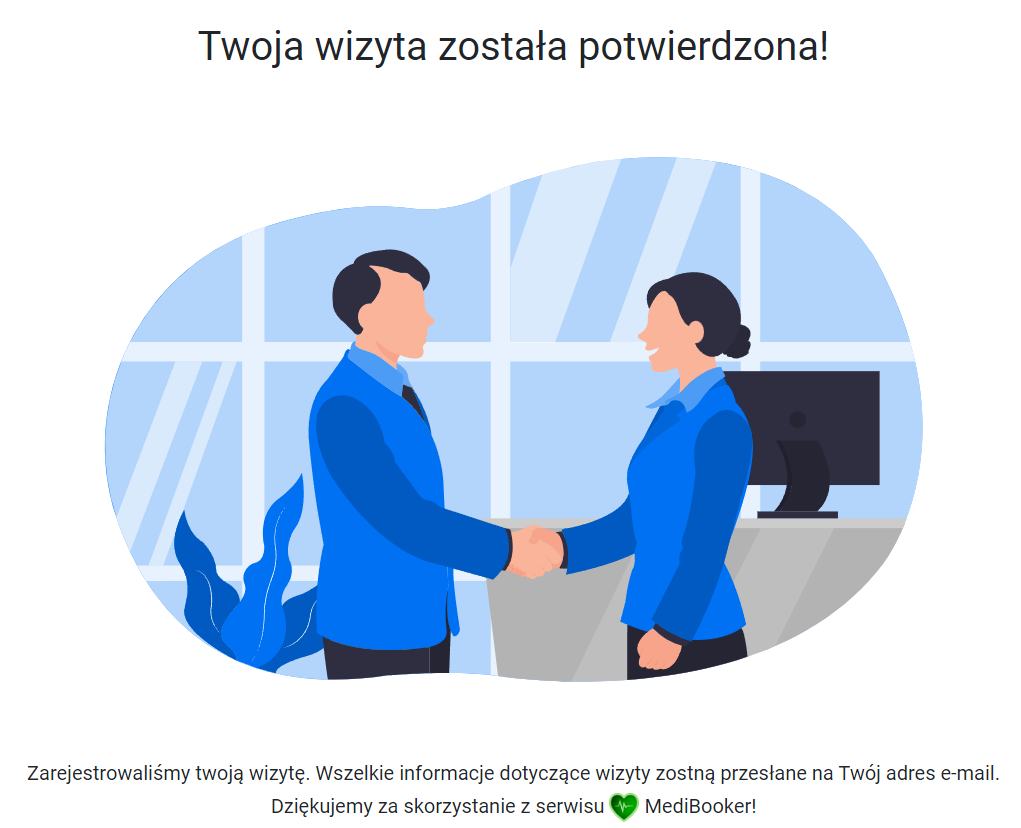 Twoja wizyta została potwierdzona!
Zarejestrowaliśmy twoją wizytę. Wszelkie informacje dotyczące wizyty zostną przesłane na Twój adres e-mail.
Dziękujemy za skorzystanie z serwisu MediBooker!